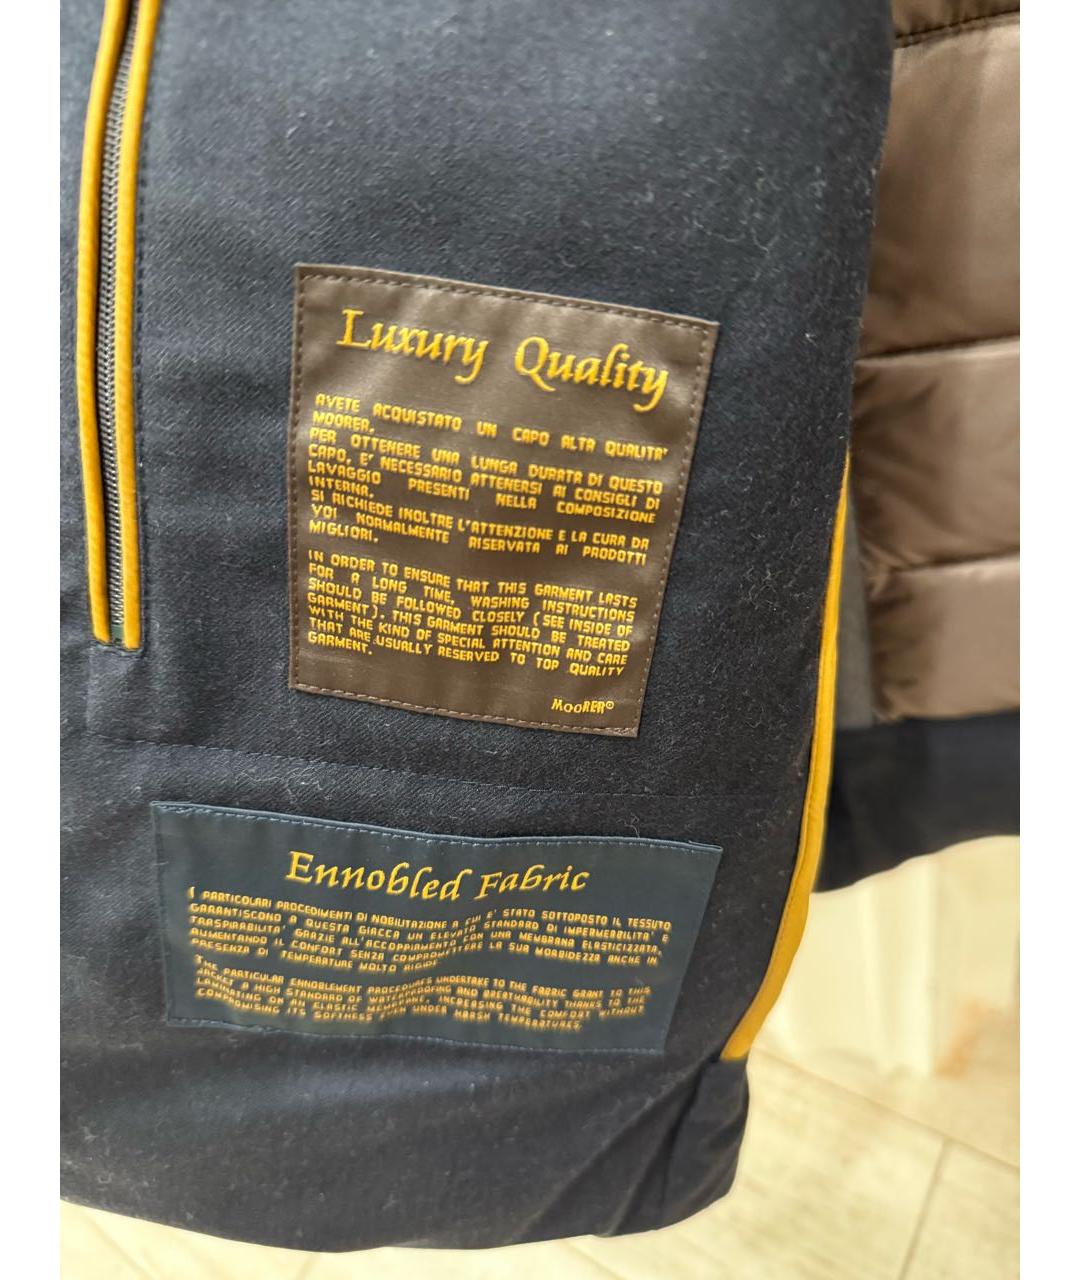 Luxury Quality
AVETE ACQUISTATO UN CAPO ALTA QUALITA'
MOORER.
PER OTTENERE UNA LUNGA DURATA DI QUESTO
CAPO, E' NECESSARIO ATTENERSI AI CONSIGLI DI
LAVAGGIO PRESENTI NELLA COMPOSIZIONE
INTERNA.
SI RICHIEDE INOLTRE L'ATTENZIONE E LA CURA DA
VOI NORMALMENTE RISERVATA AI PRODOTTI
MIGLIORI.
IN ORDER TO ENSURE THAT THIS GARMENT LASTS
FOR A LONG TIME, WASHING INSTRUCTIONS
SHOULD BE FOLLOWED CLOSELY (SEE INSIDE OF
GARMENT). THIS GARMENT SHOULD BE TREATED
WITH THE KIND OF SPECIAL ATTENTION AND CARE
THAT ARE USUALLY RESERVED TO TOP QUALITY
GARMENT.
MOORER®
Ennobled Fabric
I PARTICOLARI PROCEDIMENTI DI NOBILITAZIONE A CUI E' STATO SOTTOPOSTO IL TESSUTO
GARANTISCONO A QUESTA GIACCA UN ELEVATO STANDARD DI IMPERMEABILITA' E
TRASPIRABILITA' GRAZIE ALL'ACCOPPIAMENTO CON UNA MEMBRANA ELASTICIZZATA,
AUMENTANDO IL CONFORT SENZA COMPROMETTERE LA SUA MORBIDEZZA ANCHE IN
PRESENZA DI TEMPERATURE MOLTO RIGIDE.
THE PARTICULAR ENNOBLEMENT PROCEDURES UNDERTAKE TO THE FABRIC GRANT TO THIS
JACKET A HIGH STANDARD OF WATERPROOFING AND BREATHABILITY THANKS TO THE
LAMINATING ON AN ELASTIC MEMBRANE, INCREASING THE COMFORT WITHOUT
COMPROMISING ITS SOFTNESS EVEN UNDER HARSH TEMPERATURES.